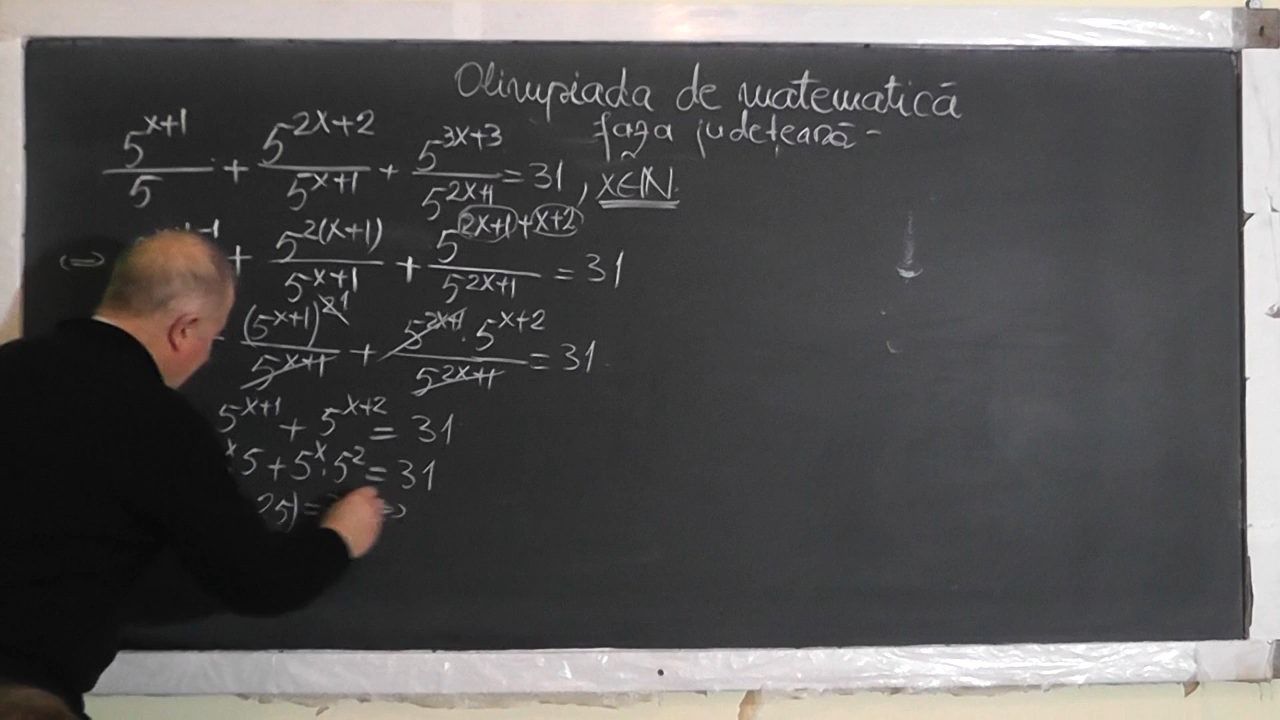 Olimpiada de matematică
faza județeană -
5^{x+1}/5 + 5^{2x+2}/5^{x+1} + 5^{3x+3}/5^{2x+1} = 31, x∈ℕ.
⇔ + 5^{2(x+1)}/5^{x+1} + 5^{2x+1+x+2}/5^{2x+1} = 31
(5^{x+1})^{2 1}/5^{x+1} + 5^{2x+1}·5^{x+2}/5^{2x+1} = 31.
5^{x+1} + 5^{x+2} = 31
^{x}5 + 5^{x}·5^{2} = 31
25) = ⇒